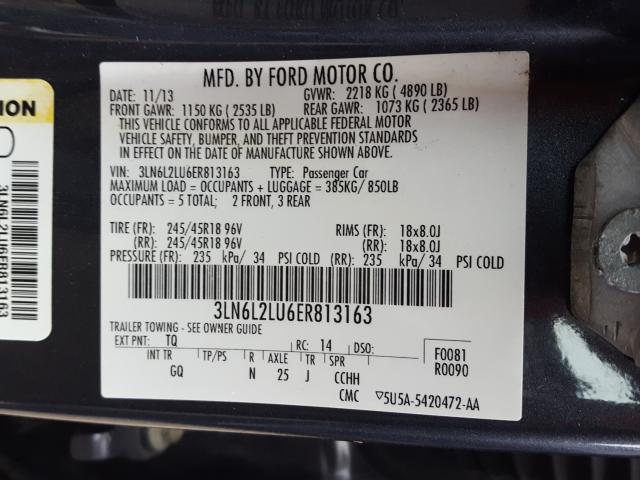 MFD. BY FORD MOTOR CO.
DATE: 11/13 GVWR: 2218 KG ( 4890 LB)
FRONT GAWR: 1150 KG ( 2535 LB) REAR GAWR: 1073 KG ( 2365 LB)
THIS VEHICLE CONFORMS TO ALL APPLICABLE FEDERAL MOTOR
VEHICLE SAFETY, BUMPER, AND THEFT PREVENTION STANDARDS
IN EFFECT ON THE DATE OF MANUFACTURE SHOWN ABOVE.
VIN: 3LN6L2LU6ER813163 TYPE: Passenger Car
MAXIMUM LOAD = OCCUPANTS + LUGGAGE = 385KG/ 850LB
OCCUPANTS = 5 TOTAL; 2 FRONT, 3 REAR
TIRE (FR): 245/45R18 96V RIMS (FR): 18x8.0J
(RR): 245/45R18 96V (RR): 18x8.0J
PRESSURE (FR): 235 kPa/ 34 PSI COLD (RR): 235 kPa/ 34 PSI COLD
3LN6L2LU6ER813163
TRAILER TOWING - SEE OWNER GUIDE
EXT PNT: TQ RC: 14 DSO: F0081
R0090
INT TR TP/PS R AXLE TR SPR
GQ N 25 J CCHH
CMC ▽5U5A-5420472-AA
3LN6L2LU6ER813163